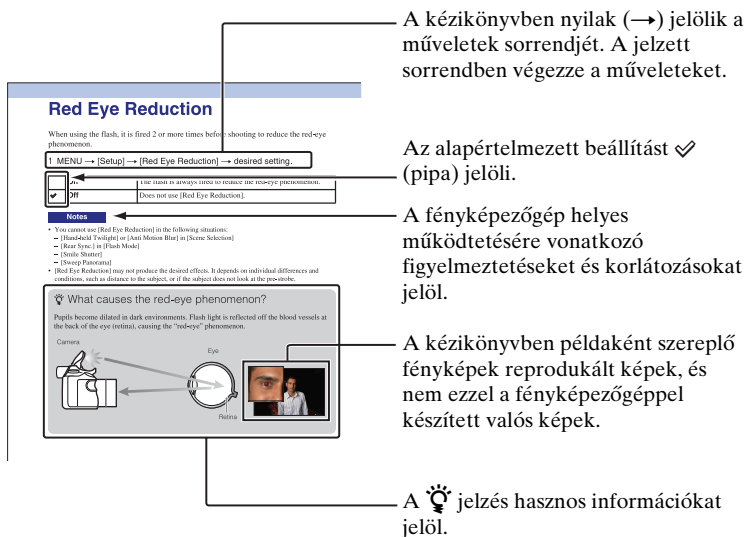 A kézikönyvben nyilak (→) jelölik a
műveletek sorrendjét. A jelzett
sorrendben végezze a műveleteket.
Red Eye Reduction
When using the flash, it is fired 2 or more times before shooting to reduce the red-eye
phenomenon.
1 MENU → [Setup] → [Red Eye Reduction] → desired setting.
Az alapértelmezett beállítást ✔
(pipa) jelöli.
The flash is always fired to reduce the red-eye phenomenon.
✔ Off Does not use [Red Eye Reduction].
Notes
A fényképezőgép helyes
működtetésére vonatkozó
figyelmeztetéseket és korlátozásokat
jelöl.
• You cannot use [Red Eye Reduction] in the following situations:
– [Hand-held Twilight] or [Anti Motion Blur] in [Scene Selection]
– [Rear Sync.] in [Flash Mode]
– [Smile Shutter]
– [Sweep Panorama]
• [Red Eye Reduction] may not produce the desired effects. It depends on individual differences and
conditions, such as distance to the subject, or if the subject does not look at the pre-strobe.
What causes the red-eye phenomenon?
Pupils become dilated in dark environments. Flash light is reflected off the blood vessels at
the back of the eye (retina), causing the “red-eye” phenomenon.
Camera
Eye
Retina
A kézikönyvben példaként szereplő
fényképek reprodukált képek, és
nem ezzel a fényképezőgéppel
készített valós képek.
A jelzés hasznos információkat
jelöl.